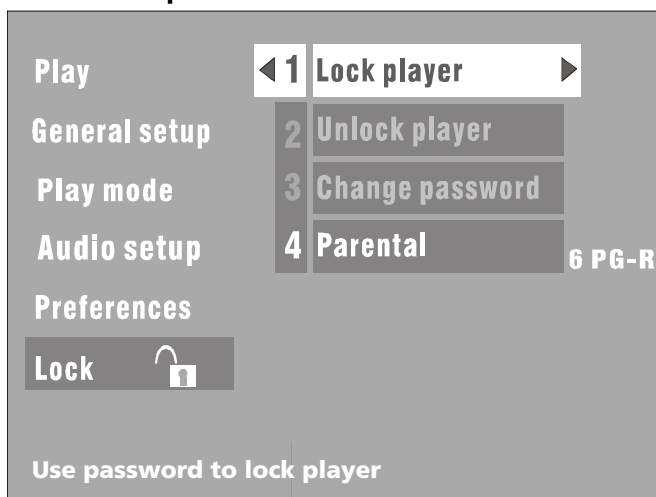 Play
1 Lock player
General setup
2 Unlock player
Play mode
3 Change password
Audio setup
4 Parental
6 PG-R
Preferences
Lock
Use password to lock player